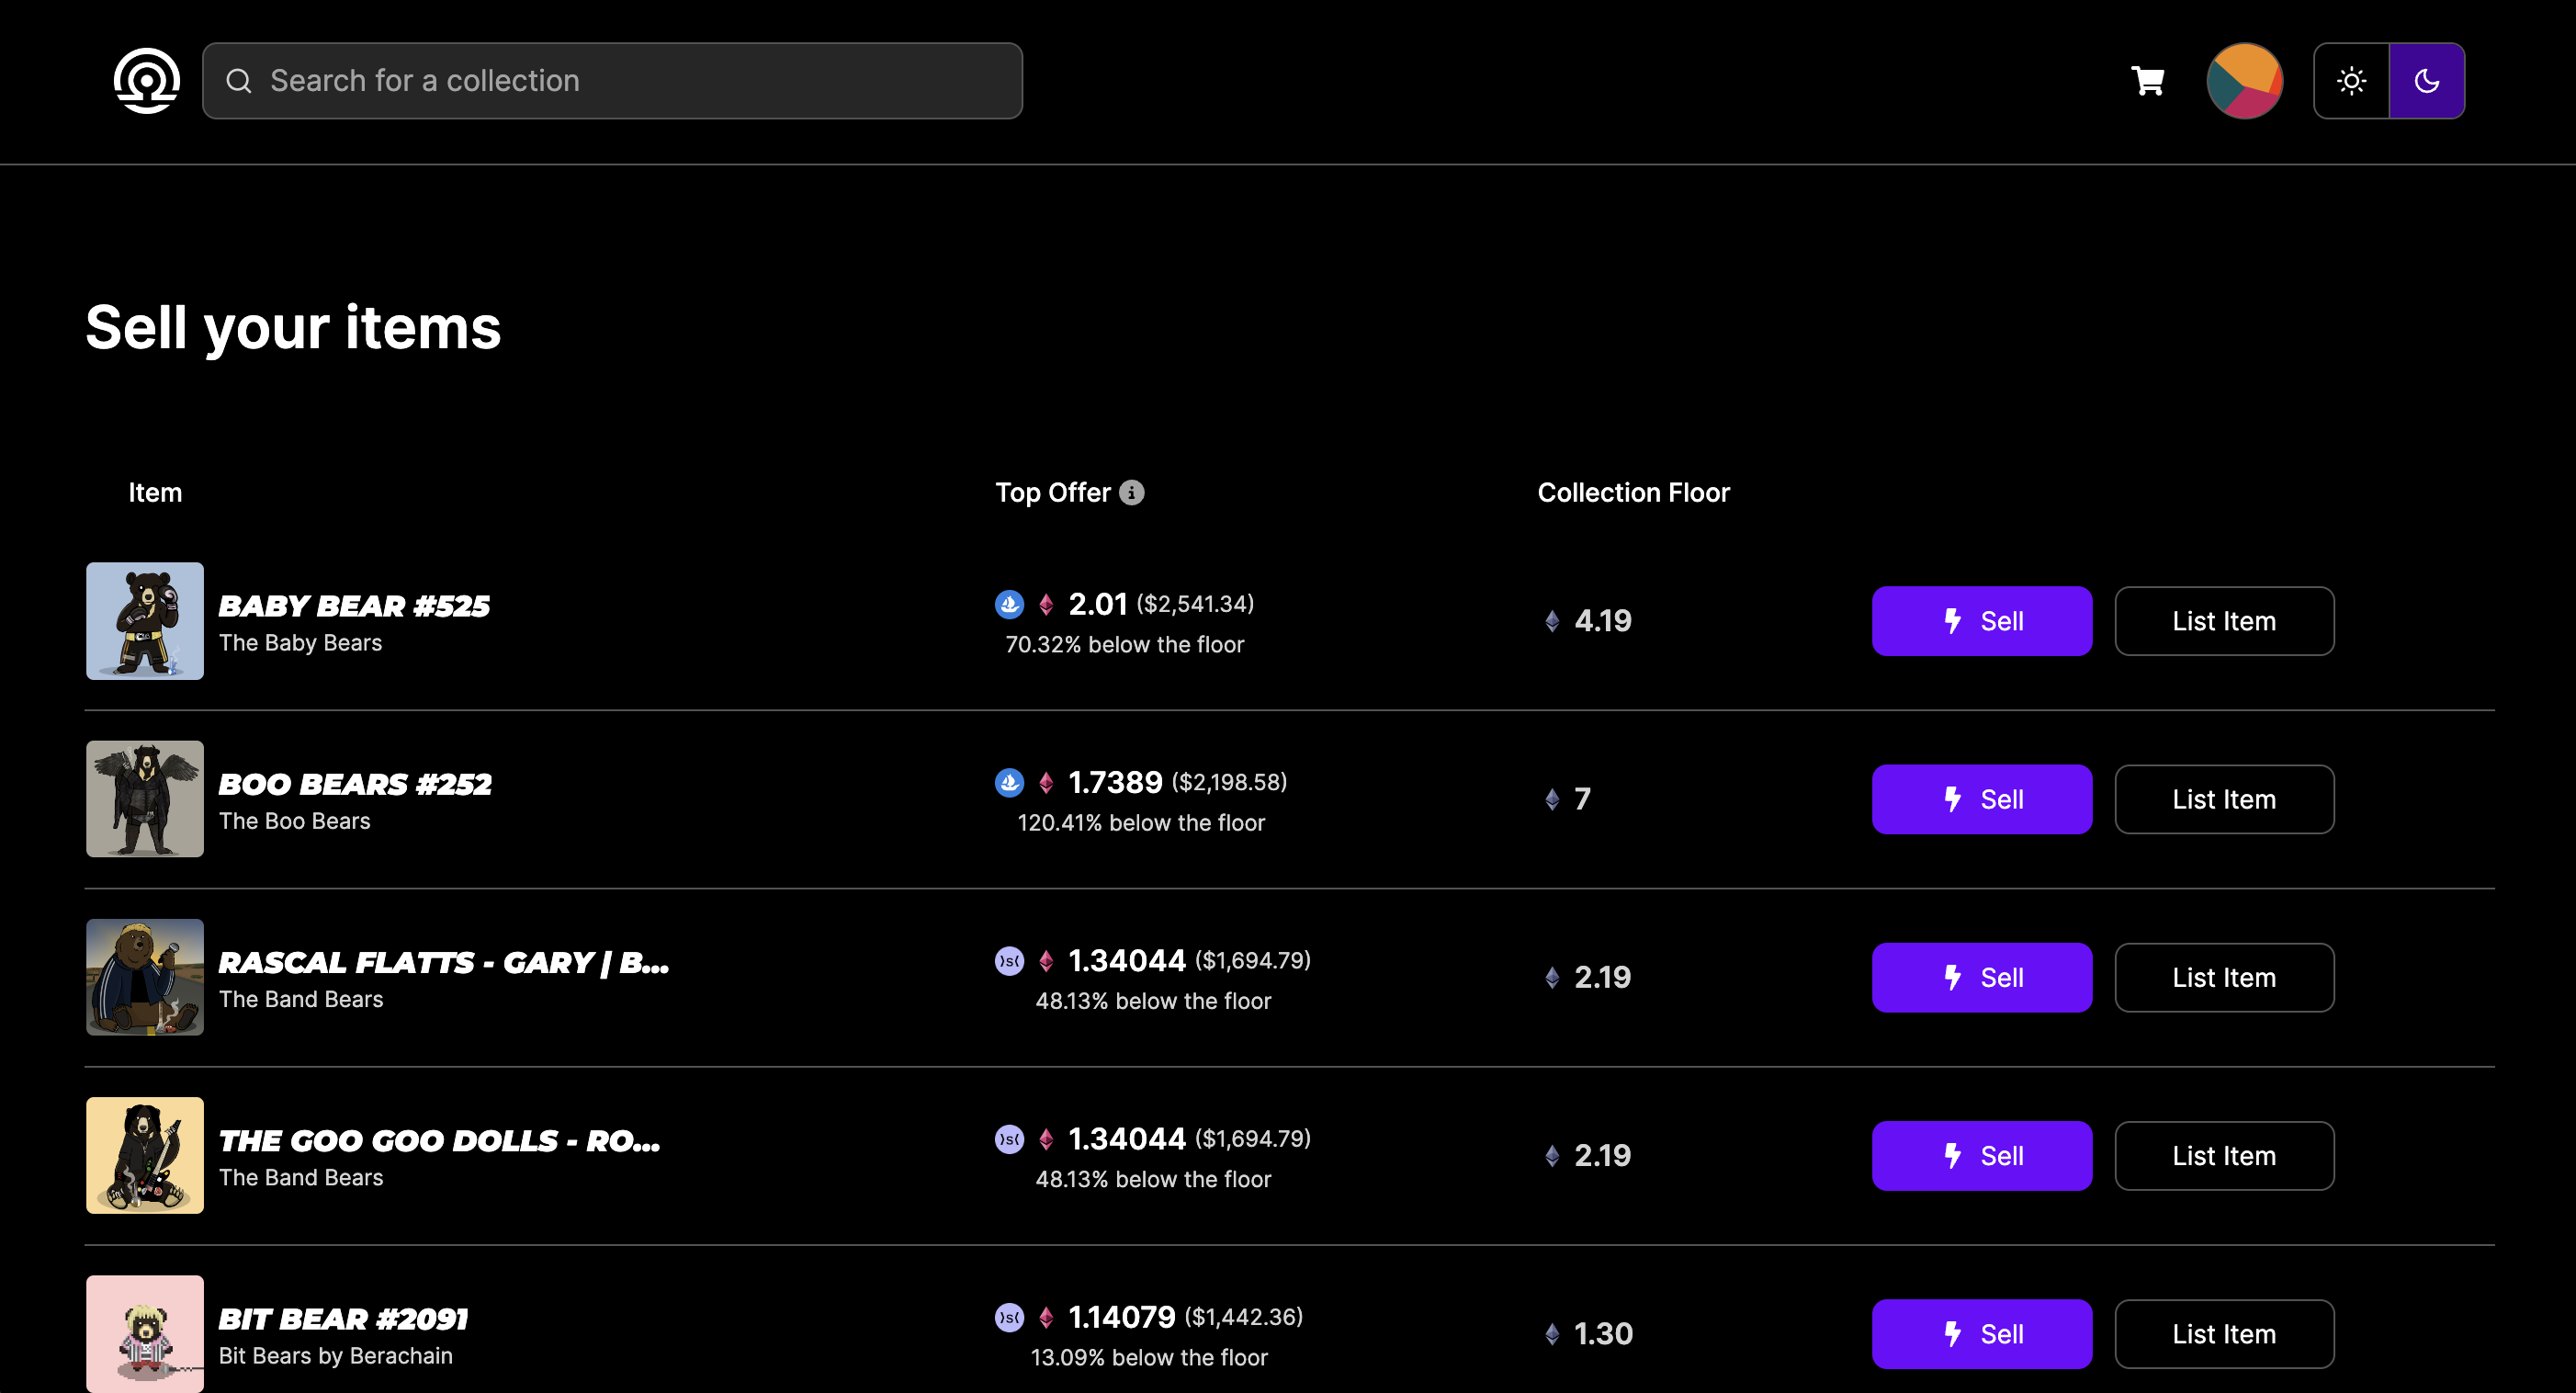 Search for a collection
Sell your items
Item
Top Offer
Collection Floor
BABY BEAR #525
The Baby Bears
2.01 ($2,541.34)
70.32% below the floor
4.19
Sell
List Item
BOO BEARS #252
The Boo Bears
1.7389 ($2,198.58)
120.41% below the floor
7
Sell
List Item
RASCAL FLATTS - GARY | B...
The Band Bears
1.34044 ($1,694.79)
48.13% below the floor
2.19
Sell
List Item
THE GOO GOO DOLLS - RO...
The Band Bears
1.34044 ($1,694.79)
48.13% below the floor
2.19
Sell
List Item
BIT BEAR #2091
Bit Bears by Berachain
1.14079 ($1,442.36)
13.09% below the floor
1.30
Sell
List Item